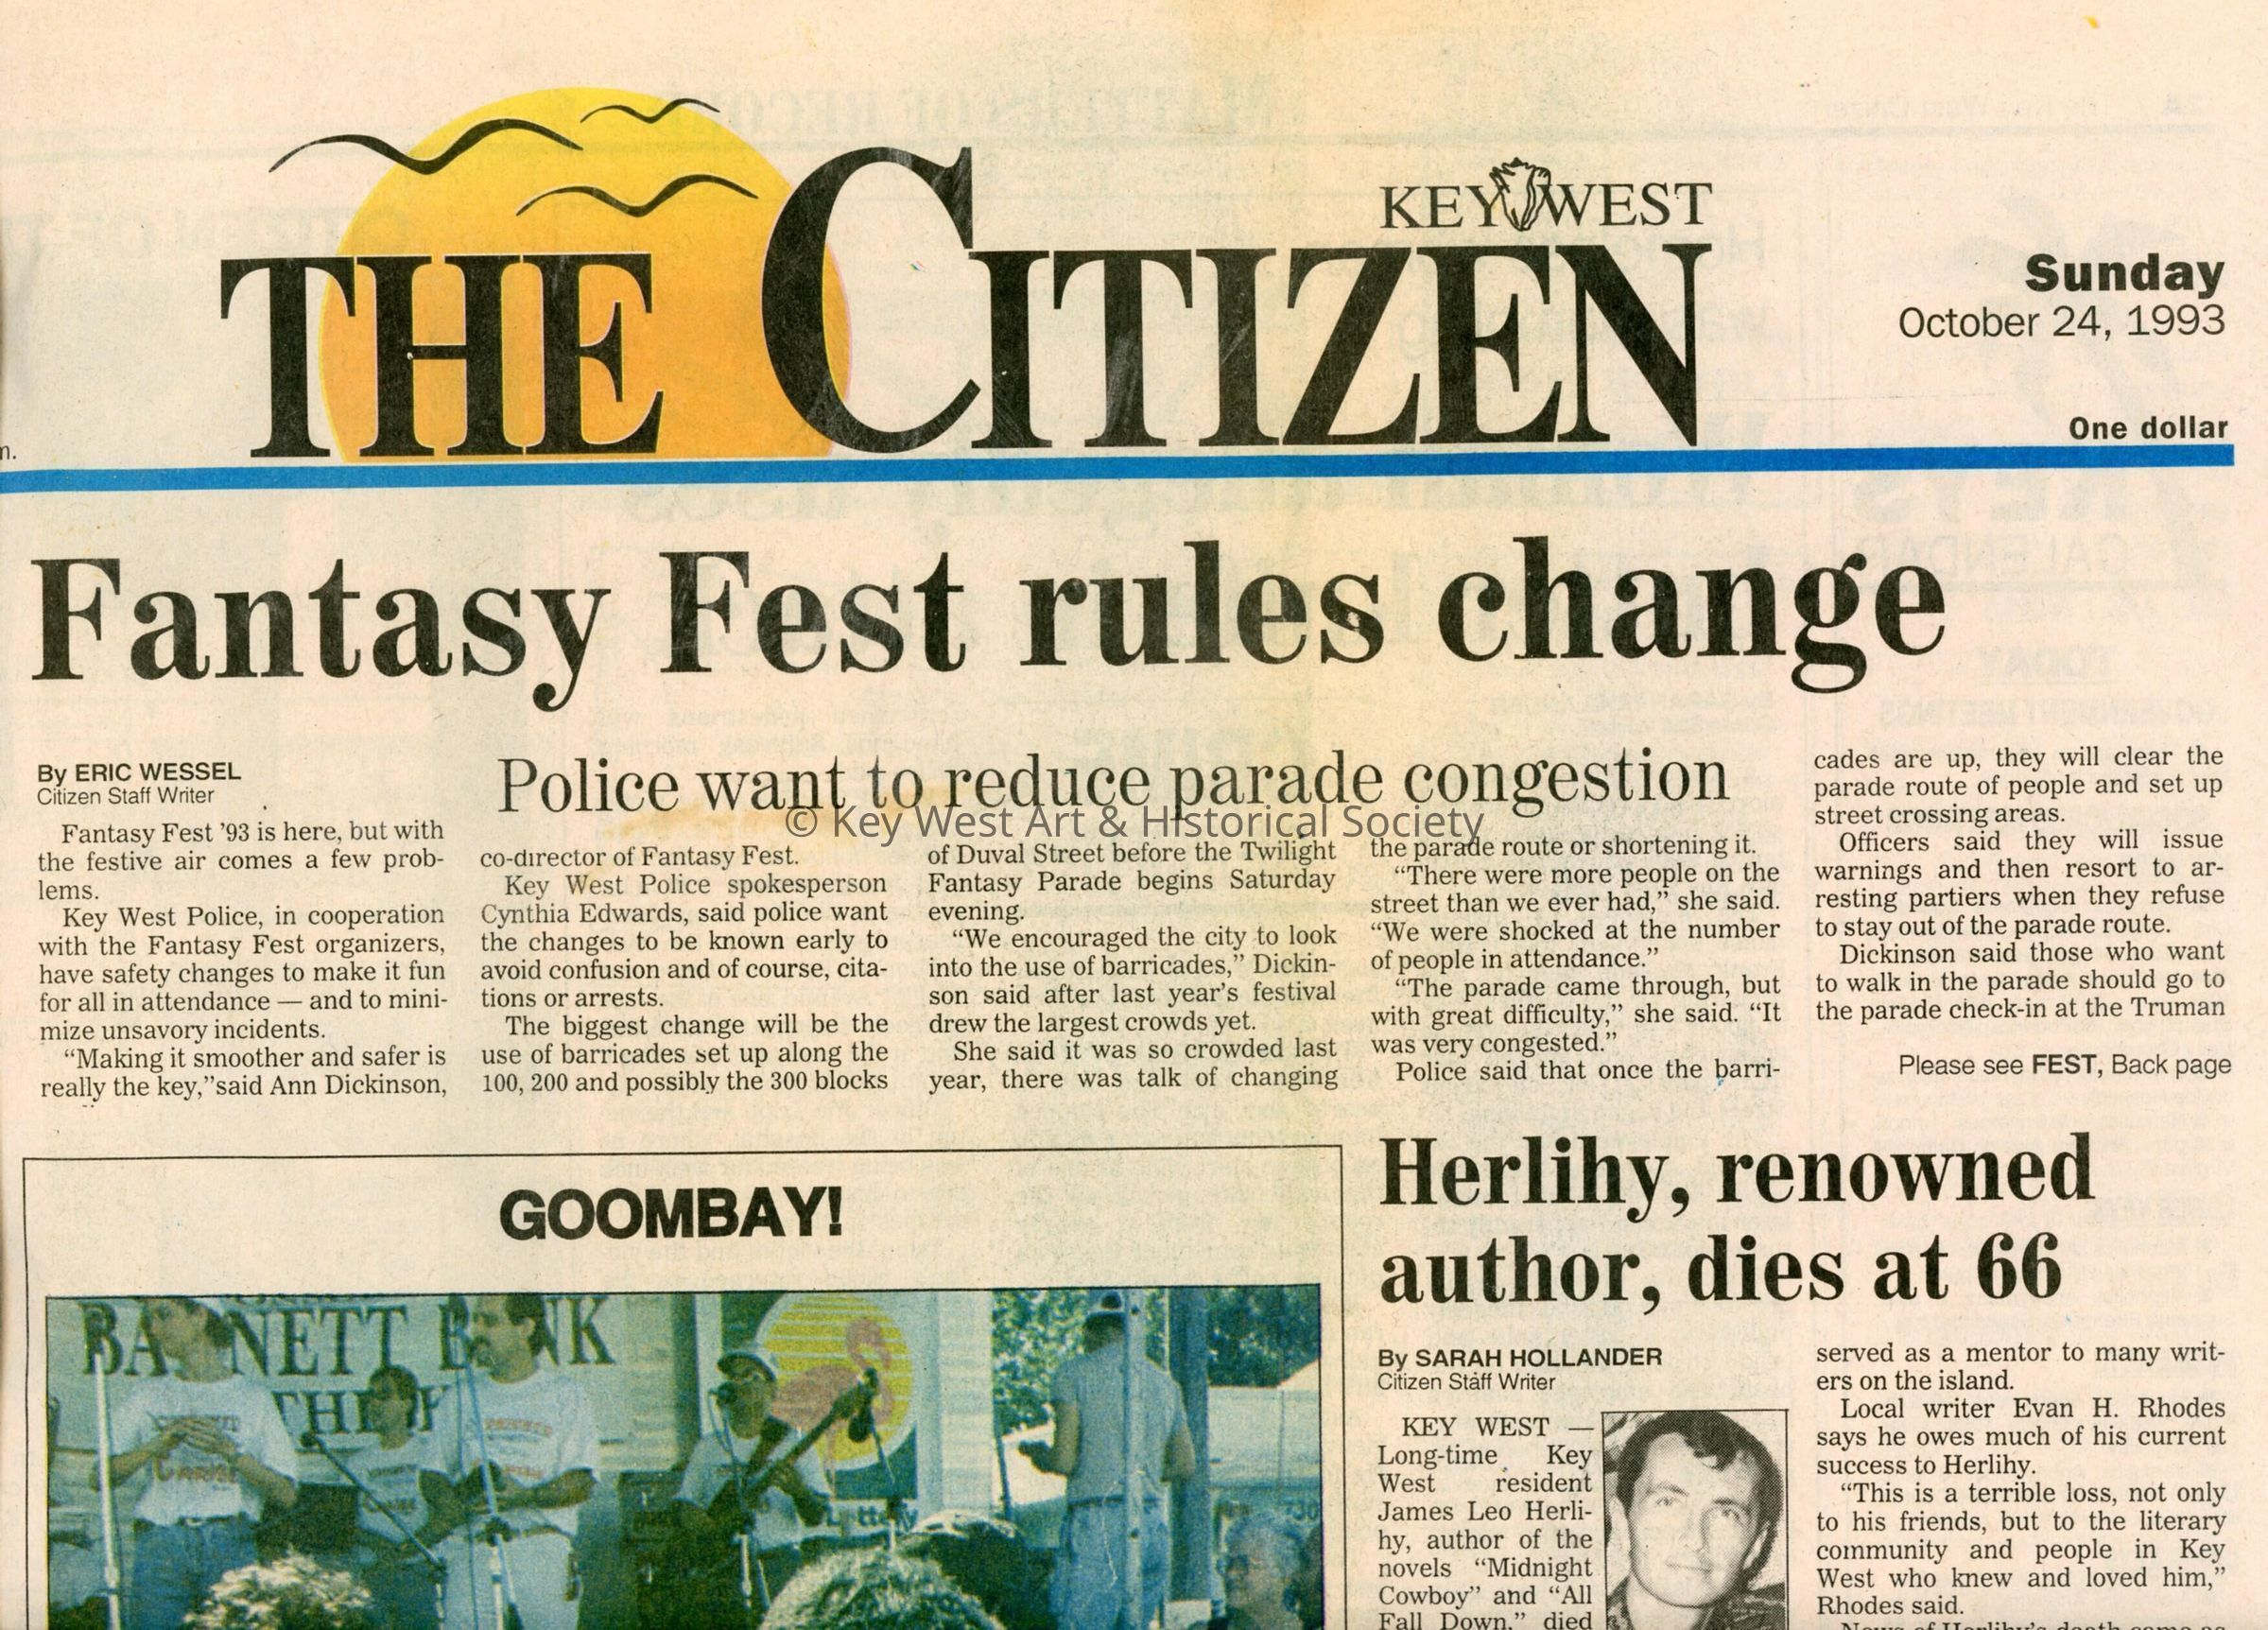 KEY WEST
THE CITIZEN
Sunday
October 24, 1993
One dollar
Fantasy Fest rules change
Police want to reduce parade congestion
© Key West Art & Historical Society
By ERIC WESSEL
Citizen Staff Writer
Fantasy Fest ’93 is here, but with
the festive air comes a few prob-
lems.
Key West Police, in cooperation
with the Fantasy Fest organizers,
have safety changes to make it fun
for all in attendance — and to mini-
mize unsavory incidents.
“Making it smoother and safer is
really the key,”said Ann Dickinson,
co-director of Fantasy Fest.
Key West Police spokesperson
Cynthia Edwards, said police want
the changes to be known early to
avoid confusion and of course, cita-
tions or arrests.
The biggest change will be the
use of barricades set up along the
100, 200 and possibly the 300 blocks
of Duval Street before the Twilight
Fantasy Parade begins Saturday
evening.
“We encouraged the city to look
into the use of barricades,” Dickin-
son said after last year’s festival
drew the largest crowds yet.
She said it was so crowded last
year, there was talk of changing
the parade route or shortening it.
“There were more people on the
street than we ever had,” she said.
“We were shocked at the number
of people in attendance.”
“The parade came through, but
with great difficulty,” she said. “It
was very congested.”
Police said that once the barri-
cades are up, they will clear the
parade route of people and set up
street crossing areas.
Officers said they will issue
warnings and then resort to ar-
resting partiers when they refuse
to stay out of the parade route.
Dickinson said those who want
to walk in the parade should go to
the parade check-in at the Truman
Please see FEST, Back page
GOOMBAY!
BARNETT BANK
THE
Herlihy, renowned
author, dies at 66
By SARAH HOLLANDER
Citizen Staff Writer
KEY WEST —
Long-time Key
West resident
James Leo Herli-
hy, author of the
novels “Midnight
Cowboy” and “All
Fall Down,” died
served as a mentor to many writ-
ers on the island.
Local writer Evan H. Rhodes
says he owes much of his current
success to Herlihy.
“This is a terrible loss, not only
to his friends, but to the literary
community and people in Key
West who knew and loved him,”
Rhodes said.
News of Herlihy’s death came as